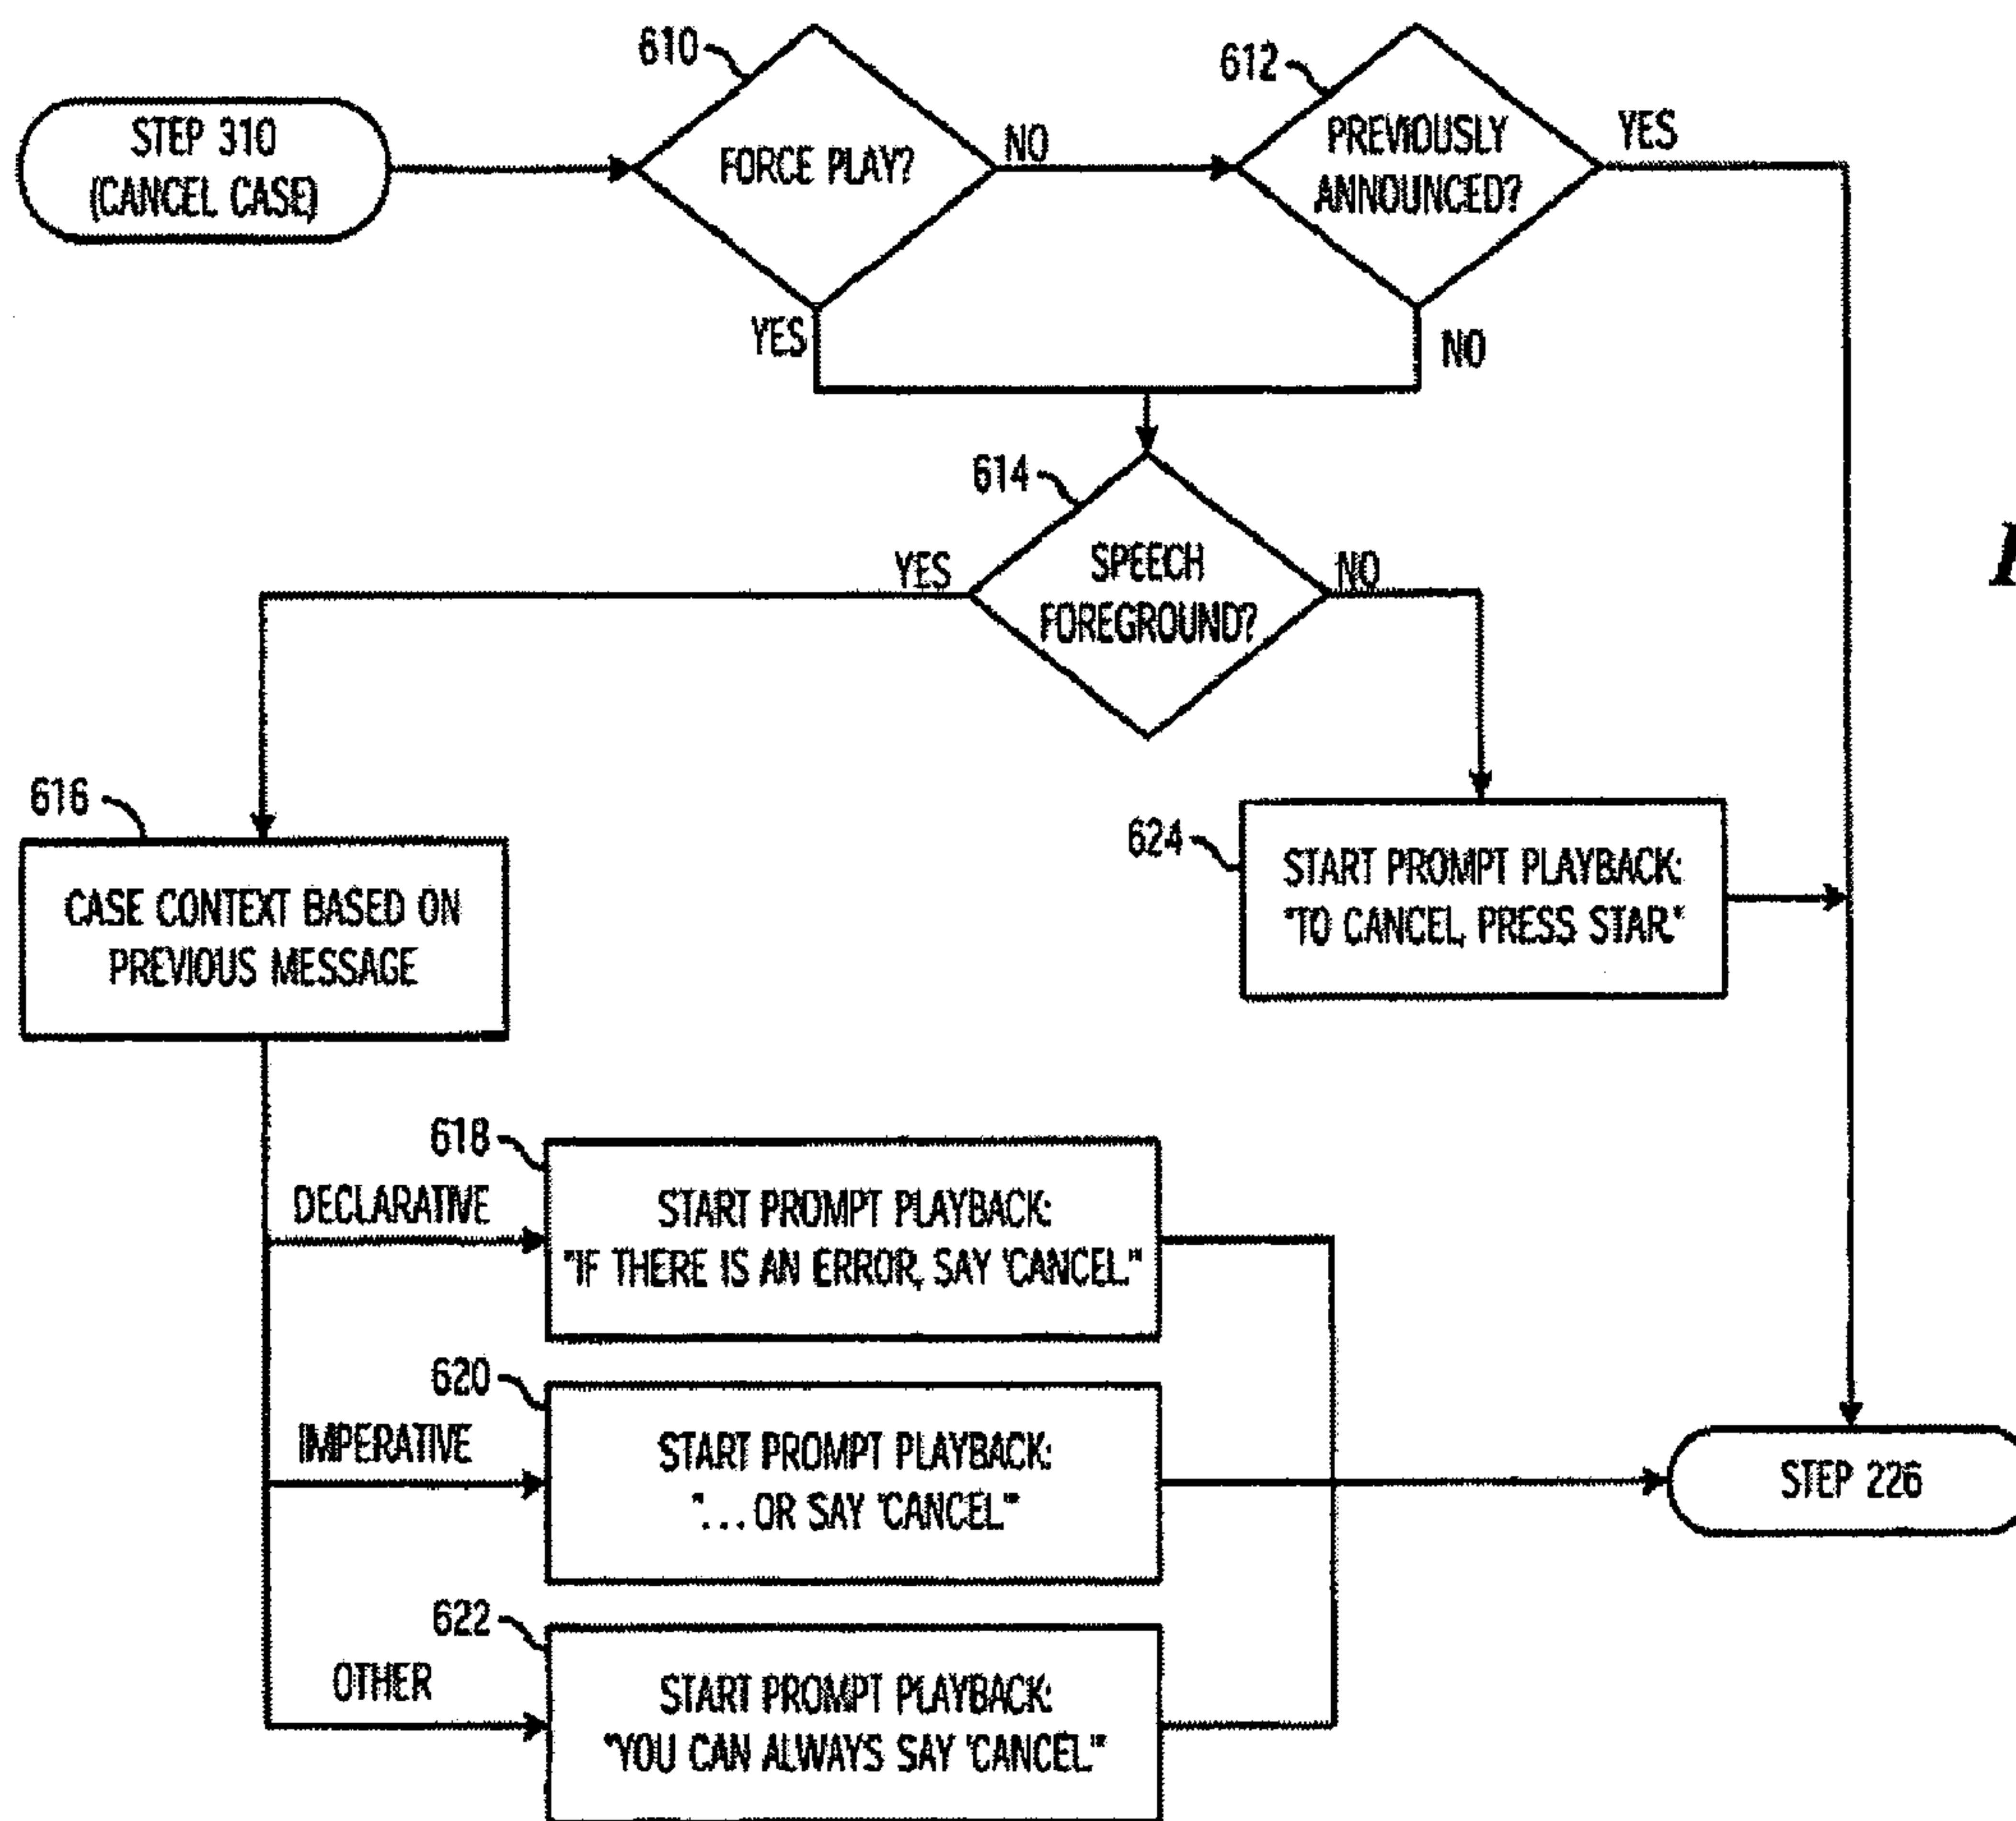 610
612
STEP 310
(CANCEL CASE)
FORCE PLAY?
NO
PREVIOUSLY
ANNOUNCED?
YES
YES
NO
614
SPEECH
FOREGROUND?
YES
NO
616
CASE CONTEXT BASED ON
PREVIOUS MESSAGE
624
START PROMPT PLAYBACK:
"TO CANCEL, PRESS STAR."
618
DECLARATIVE
START PROMPT PLAYBACK:
"IF THERE IS AN ERROR, SAY 'CANCEL."
620
IMPERATIVE
START PROMPT PLAYBACK:
"... OR SAY 'CANCEL"
STEP 226
622
OTHER
START PROMPT PLAYBACK:
"YOU CAN ALWAYS SAY 'CANCEL."